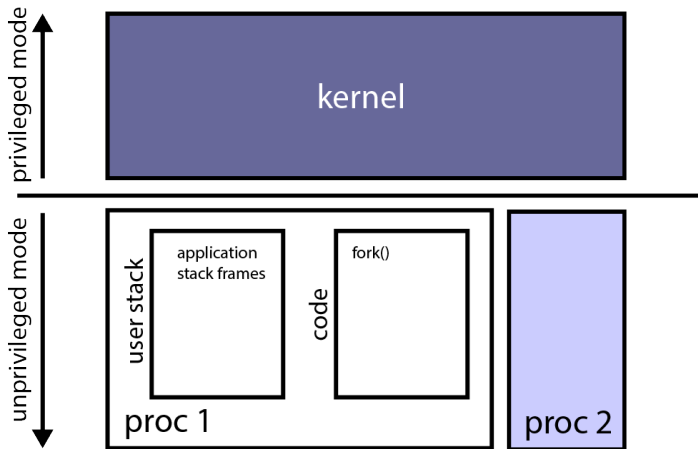 privileged mode
kernel
unprivileged mode
user stack
application
stack frames
code
fork()
proc 1
proc 2